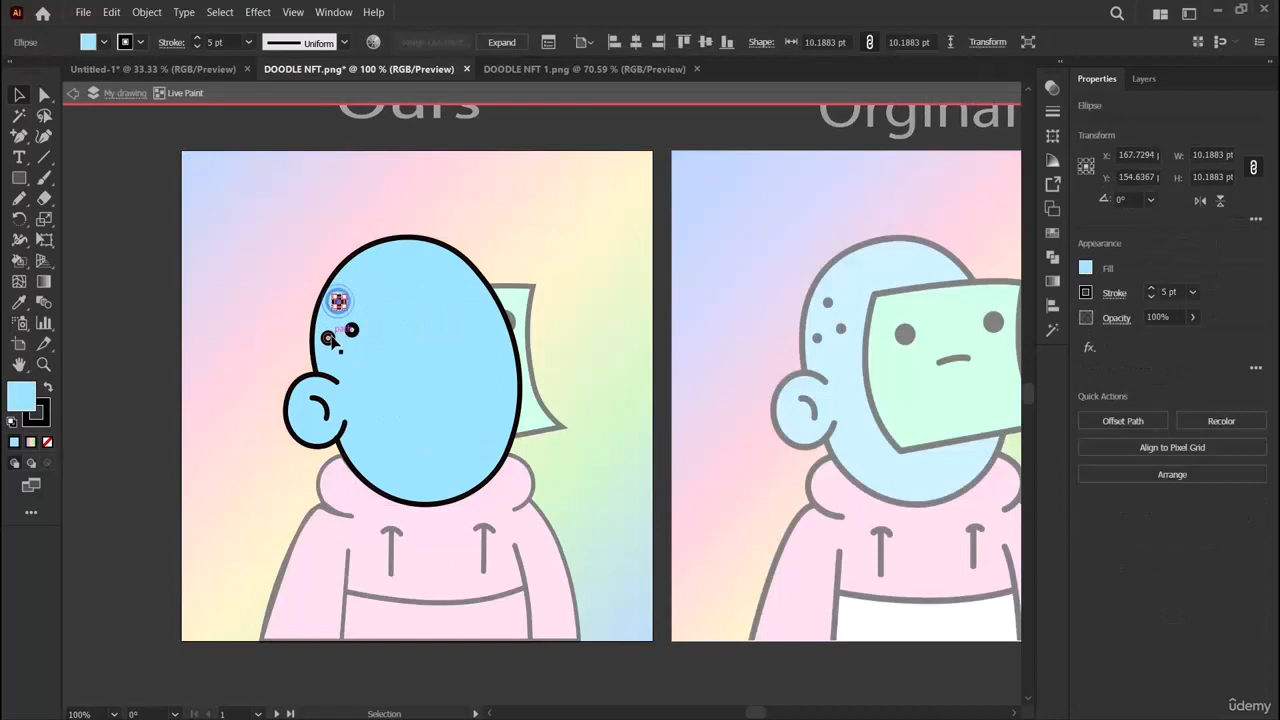 Ai File Edit Object Type Select Effect View Window Help
Ellipse Stroke: 5 pt Uniform Expand Shape: 10.1883 pt 10.1883 pt Transform
Untitled-1* @ 33.33 % (RGB/Preview) × DOODLE NFT.png* @ 100 % (RGB/Preview) × DOODLE NFT 1.png @ 70.59 % (RGB/Preview) ×
My drawing Live Paint
Properties Layers
Ours
Orginal
Ellipse
Transform
X: 167.7294 W: 10.1883 pt
Y: 154.6367 H: 10.1883 pt
0°
Appearance
Fill
Stroke 5 pt
Opacity 100%
fx.
Quick Actions
Offset Path Recolor
Align to Pixel Grid
Arrange
100% 0° 1 Selection
ûdemy